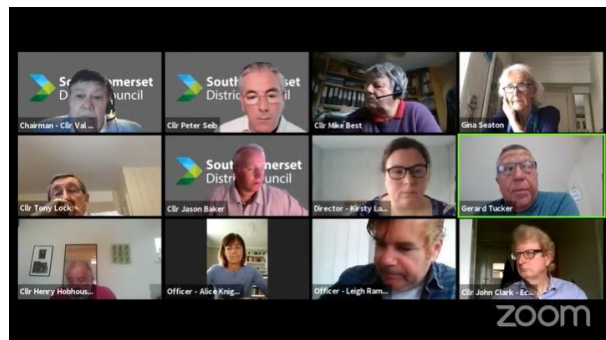 South Somerset
District Council
Chairman - Cllr Val ...
South Somerset
District Council
Cllr Peter Seib
Cllr Mike Best
Gina Seaton
Cllr Tony Lock
South Somerset
District Council
Cllr Jason Baker
Director - Kirsty La...
Gerard Tucker
Cllr Henry Hobhous...
Officer - Alice Knig...
Officer - Leigh Ram...
Cllr John Clark - Ec...
zoom